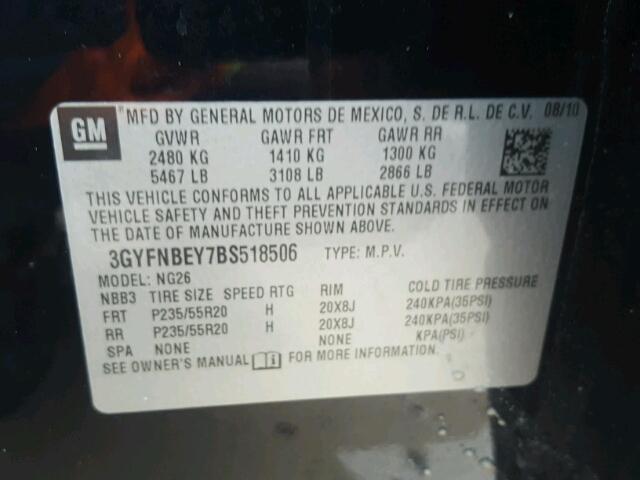 GM
MFD BY GENERAL MOTORS DE MEXICO, S. DE R.L. DE C.V. 08/10
GVWR GAWR FRT GAWR RR
2480 KG 1410 KG 1300 KG
5467 LB 3108 LB 2866 LB
THIS VEHICLE CONFORMS TO ALL APPLICABLE U.S. FEDERAL MOTOR
VEHICLE SAFETY AND THEFT PREVENTION STANDARDS IN EFFECT ON
THE DATE OF MANUFACTURE SHOWN ABOVE.
3GYFNBEY7BS518506 TYPE: M.P.V.
MODEL: NG26
NBB3 TIRE SIZE SPEED RTG RIM COLD TIRE PRESSURE
FRT P235/55R20 H 20X8J 240KPA(35PSI)
RR P235/55R20 H 20X8J 240KPA(35PSI)
SPA NONE NONE KPA(PSI)
SEE OWNER'S MANUAL FOR MORE INFORMATION.